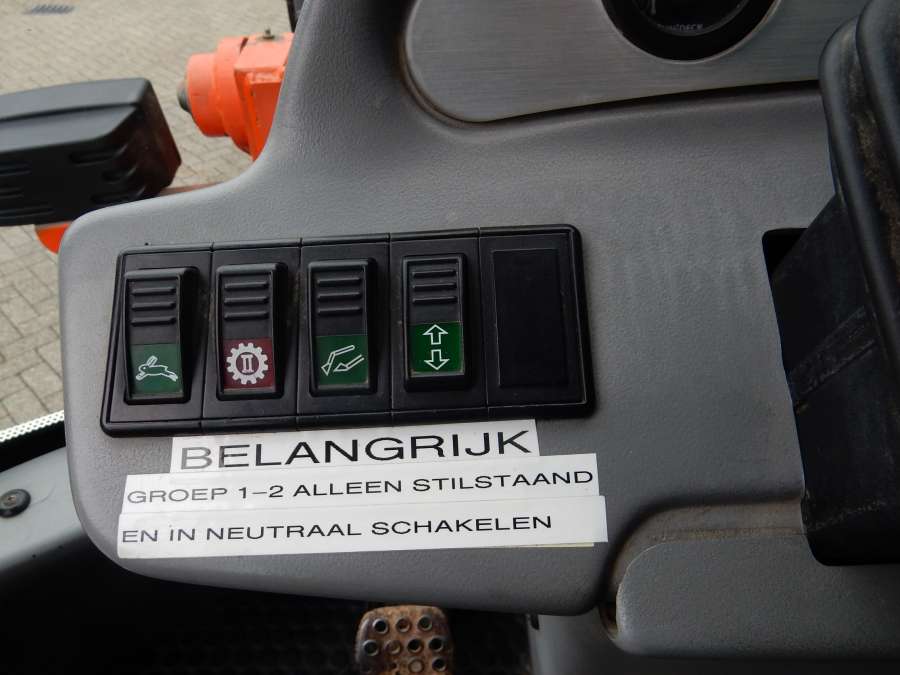 II
BELANGRIJK
GROEP 1-2 ALLEEN STILSTAAND
EN IN NEUTRAAL SCHAKELEN